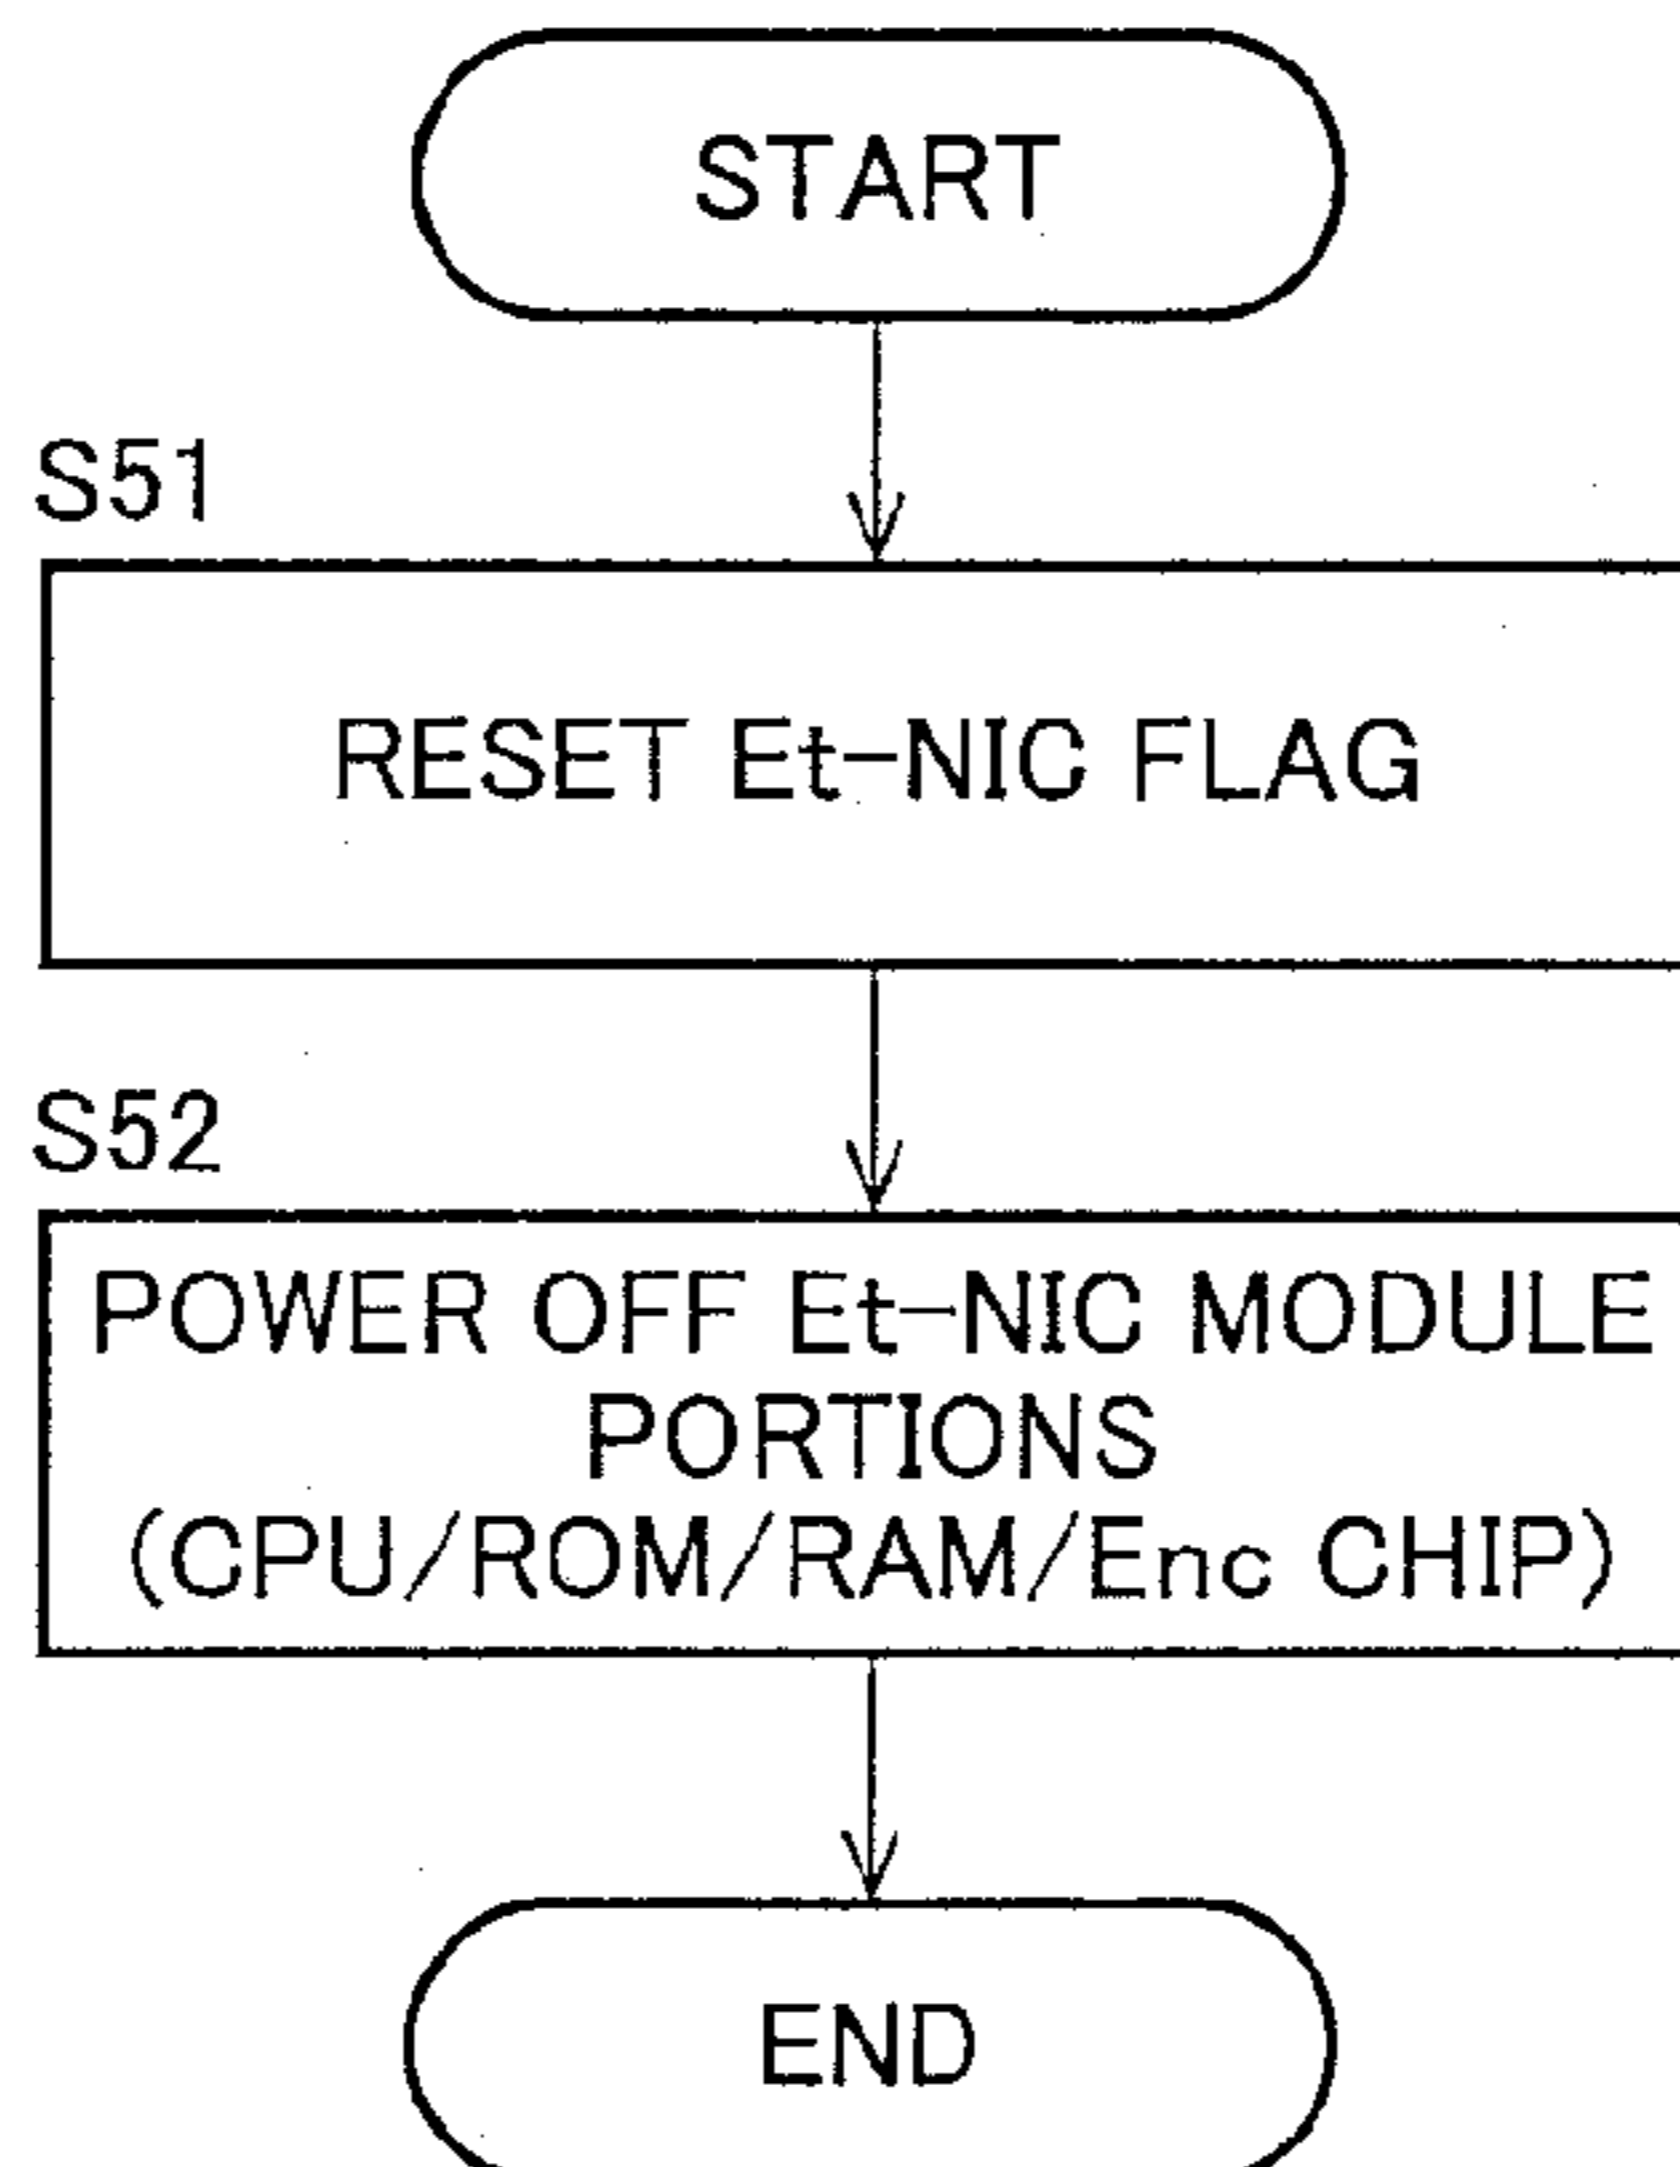 START
S51
RESET Et-NIC FLAG
S52
POWER OFF Et-NIC MODULE
PORTIONS
(CPU/ROM/RAM/Enc CHIP)
END